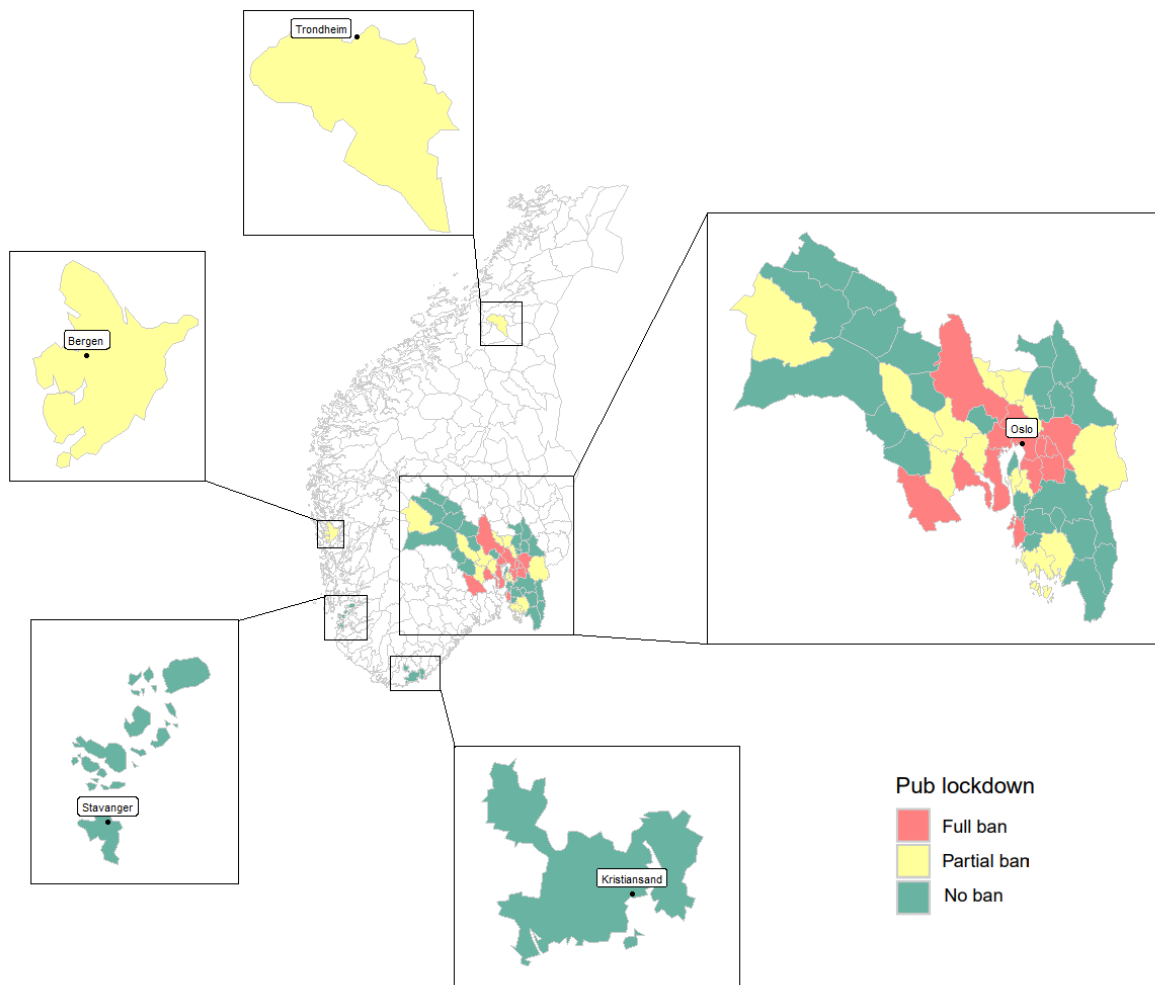 Trondheim
Bergen
Oslo
Stavanger
Kristiansand
Pub lockdown
Full ban
Partial ban
No ban